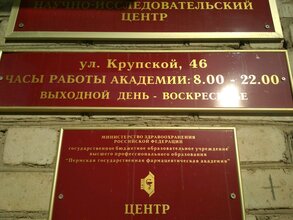 НАУЧНО-ИССЛЕДОВАТЕЛЬСКИЙ
ЦЕНТР
ул. Крупской, 46
ЧАСЫ РАБОТЫ АКАДЕМИИ: 8.00 - 22.00
ВЫХОДНОЙ ДЕНЬ - ВОСКРЕСЕНЬЕ
МИНИСТЕРСТВО ЗДРАВООХРАНЕНИЯ
РОССИЙСКОЙ ФЕДЕРАЦИИ
государственное бюджетное образовательное учреждение
высшего профессионального образования
"Пермская государственная фармацевтическая академия"
ЦЕНТР